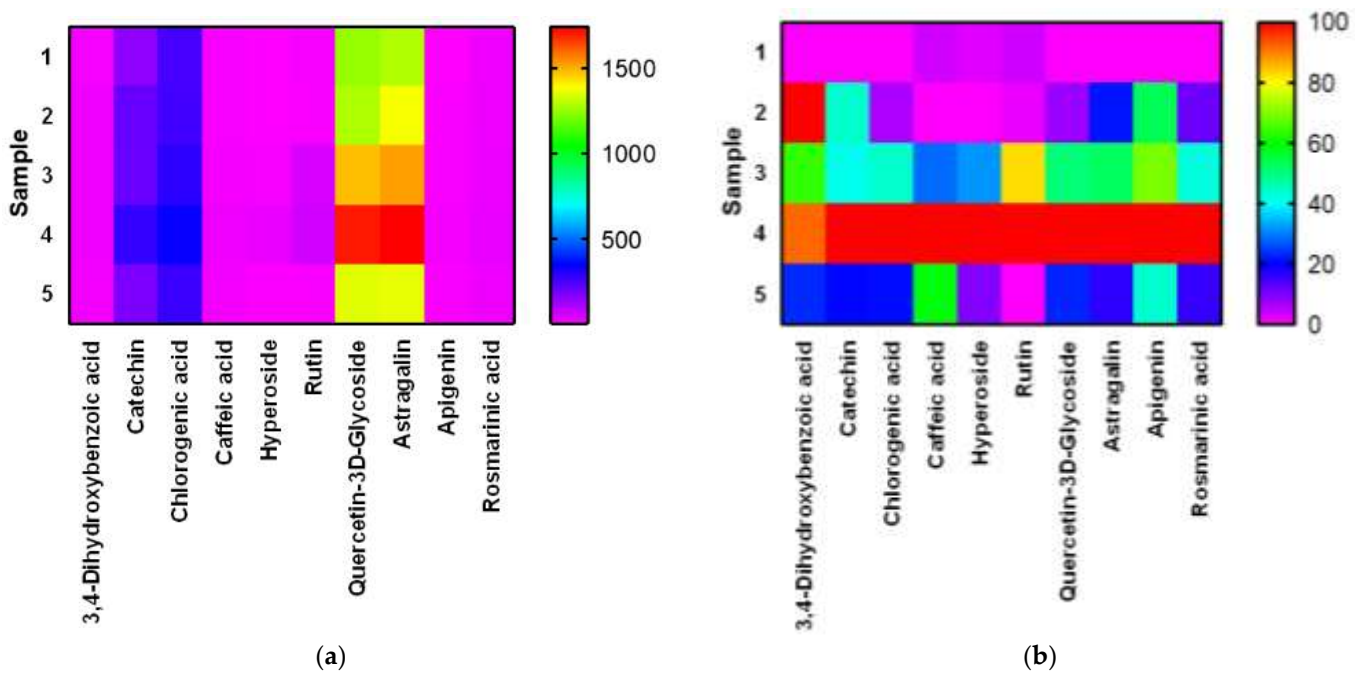 Sample
1
2
3
4
5
1500
1000
500
3,4-Dihydroxybenzoic acid
Catechin
Chlorogenic acid
Caffeic acid
Hyperoside
Rutin
Quercetin-3D-Glycoside
Astragalin
Apigenin
Rosmarinic acid
(a)
Sample
1
2
3
4
5
100
80
60
40
20
0
3,4-Dihydroxybenzoic acid
Catechin
Chlorogenic acid
Caffeic acid
Hyperoside
Rutin
Quercetin-3D-Glycoside
Astragalin
Apigenin
Rosmarinic acid
(b)